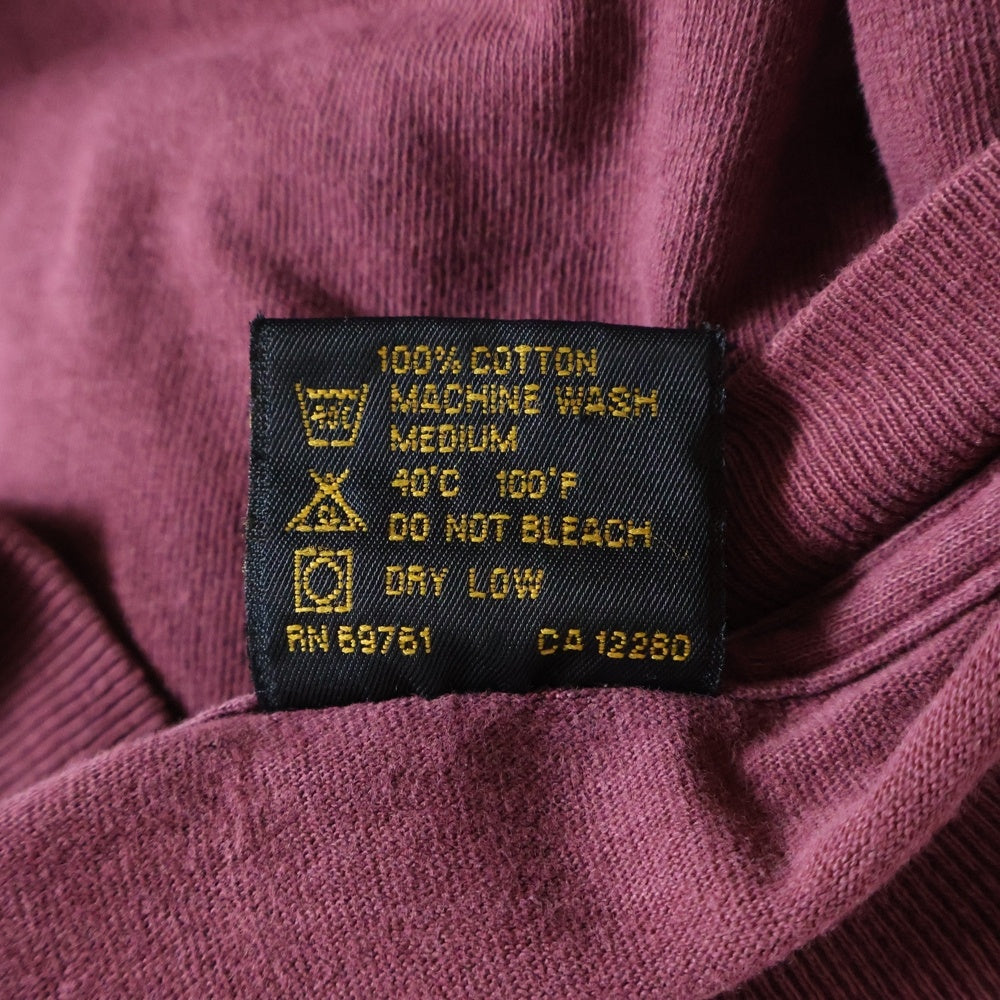 100% COTTON
MACHINE WASH
MEDIUM
40°C 100°F
DO NOT BLEACH
DRY LOW
RN 69761 CA 12280